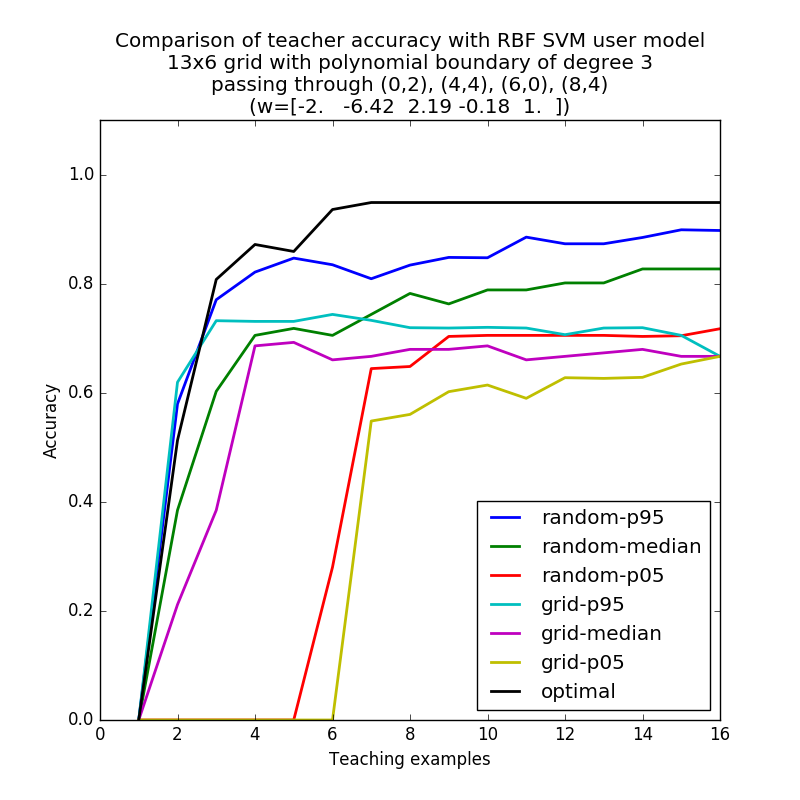 Comparison of teacher accuracy with RBF SVM user model
13x6 grid with polynomial boundary of degree 3
passing through (0,2), (4,4), (6,0), (8,4)
(w=[-2.   -6.42  2.19 -0.18  1.  ])
1.0
0.8
0.6
0.4
0.2
0.0
Accuracy
random-p95
random-median
random-p05
grid-p95
grid-median
grid-p05
optimal
0 2 4 6 8 10 12 14 16
Teaching examples